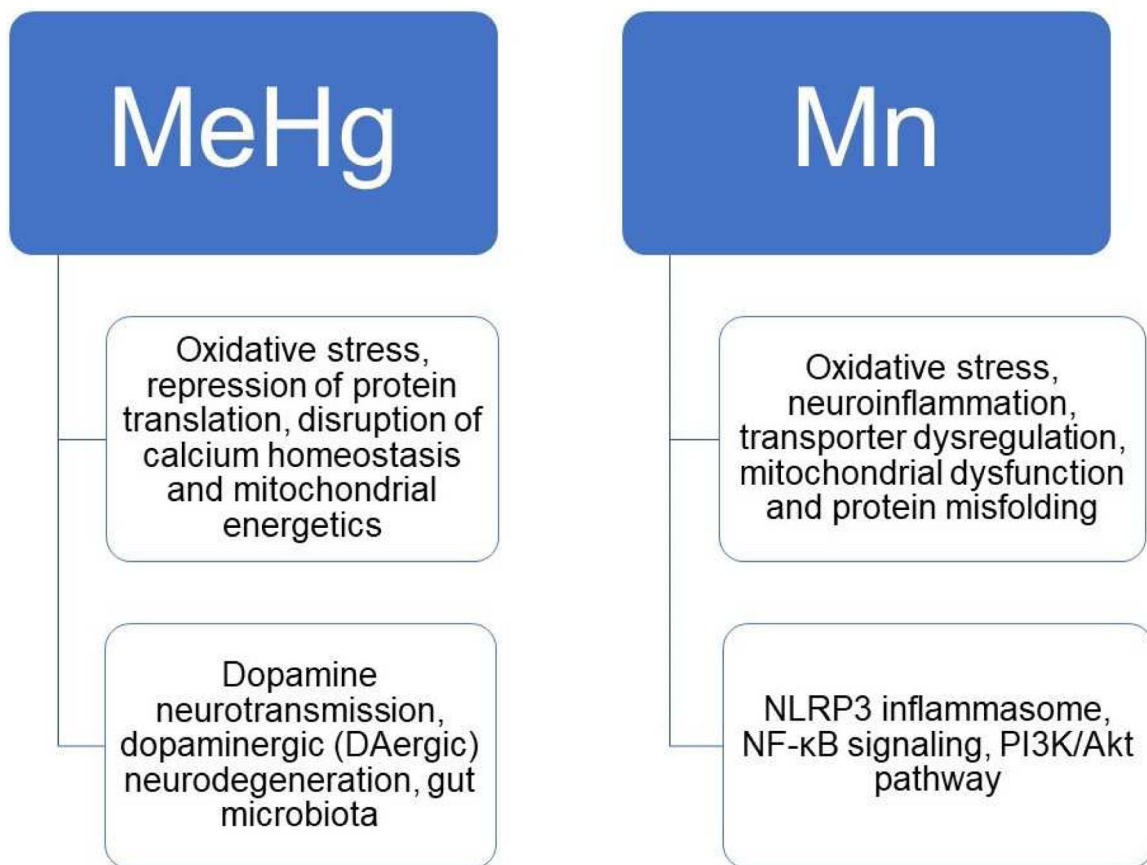 MeHg
Oxidative stress,
repression of protein
translation, disruption of
calcium homeostasis
and mitochondrial
energetics
Dopamine
neurotransmission,
dopaminergic (DAergic)
neurodegeneration, gut
microbiota
Mn
Oxidative stress,
neuroinflammation,
transporter dysregulation,
mitochondrial dysfunction
and protein misfolding
NLRP3 inflammasome,
NF-κB signaling, PI3K/Akt
pathway